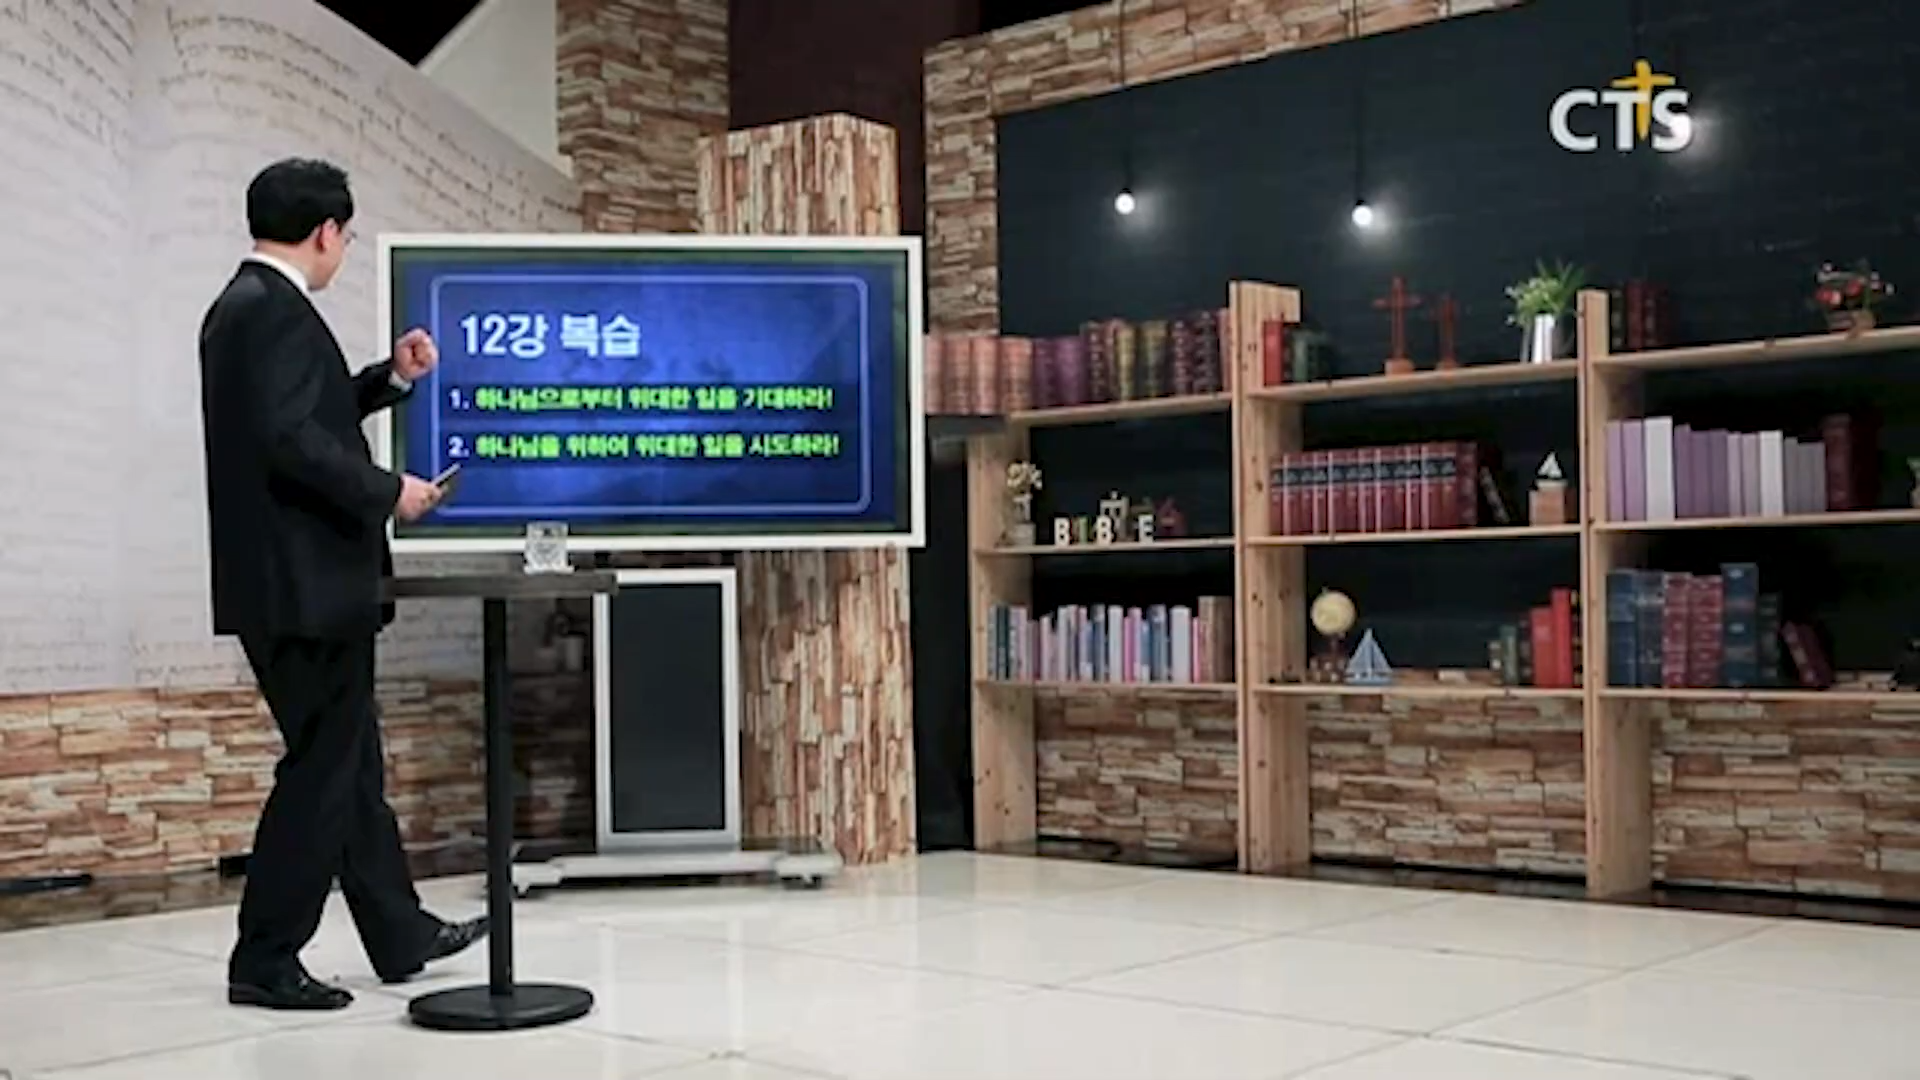 CTS
12강 복습
1. 하나님으로부터 위대한 일을 기대하라!
2. 하나님을 위하여 위대한 일을 시도하라!
BIBLE